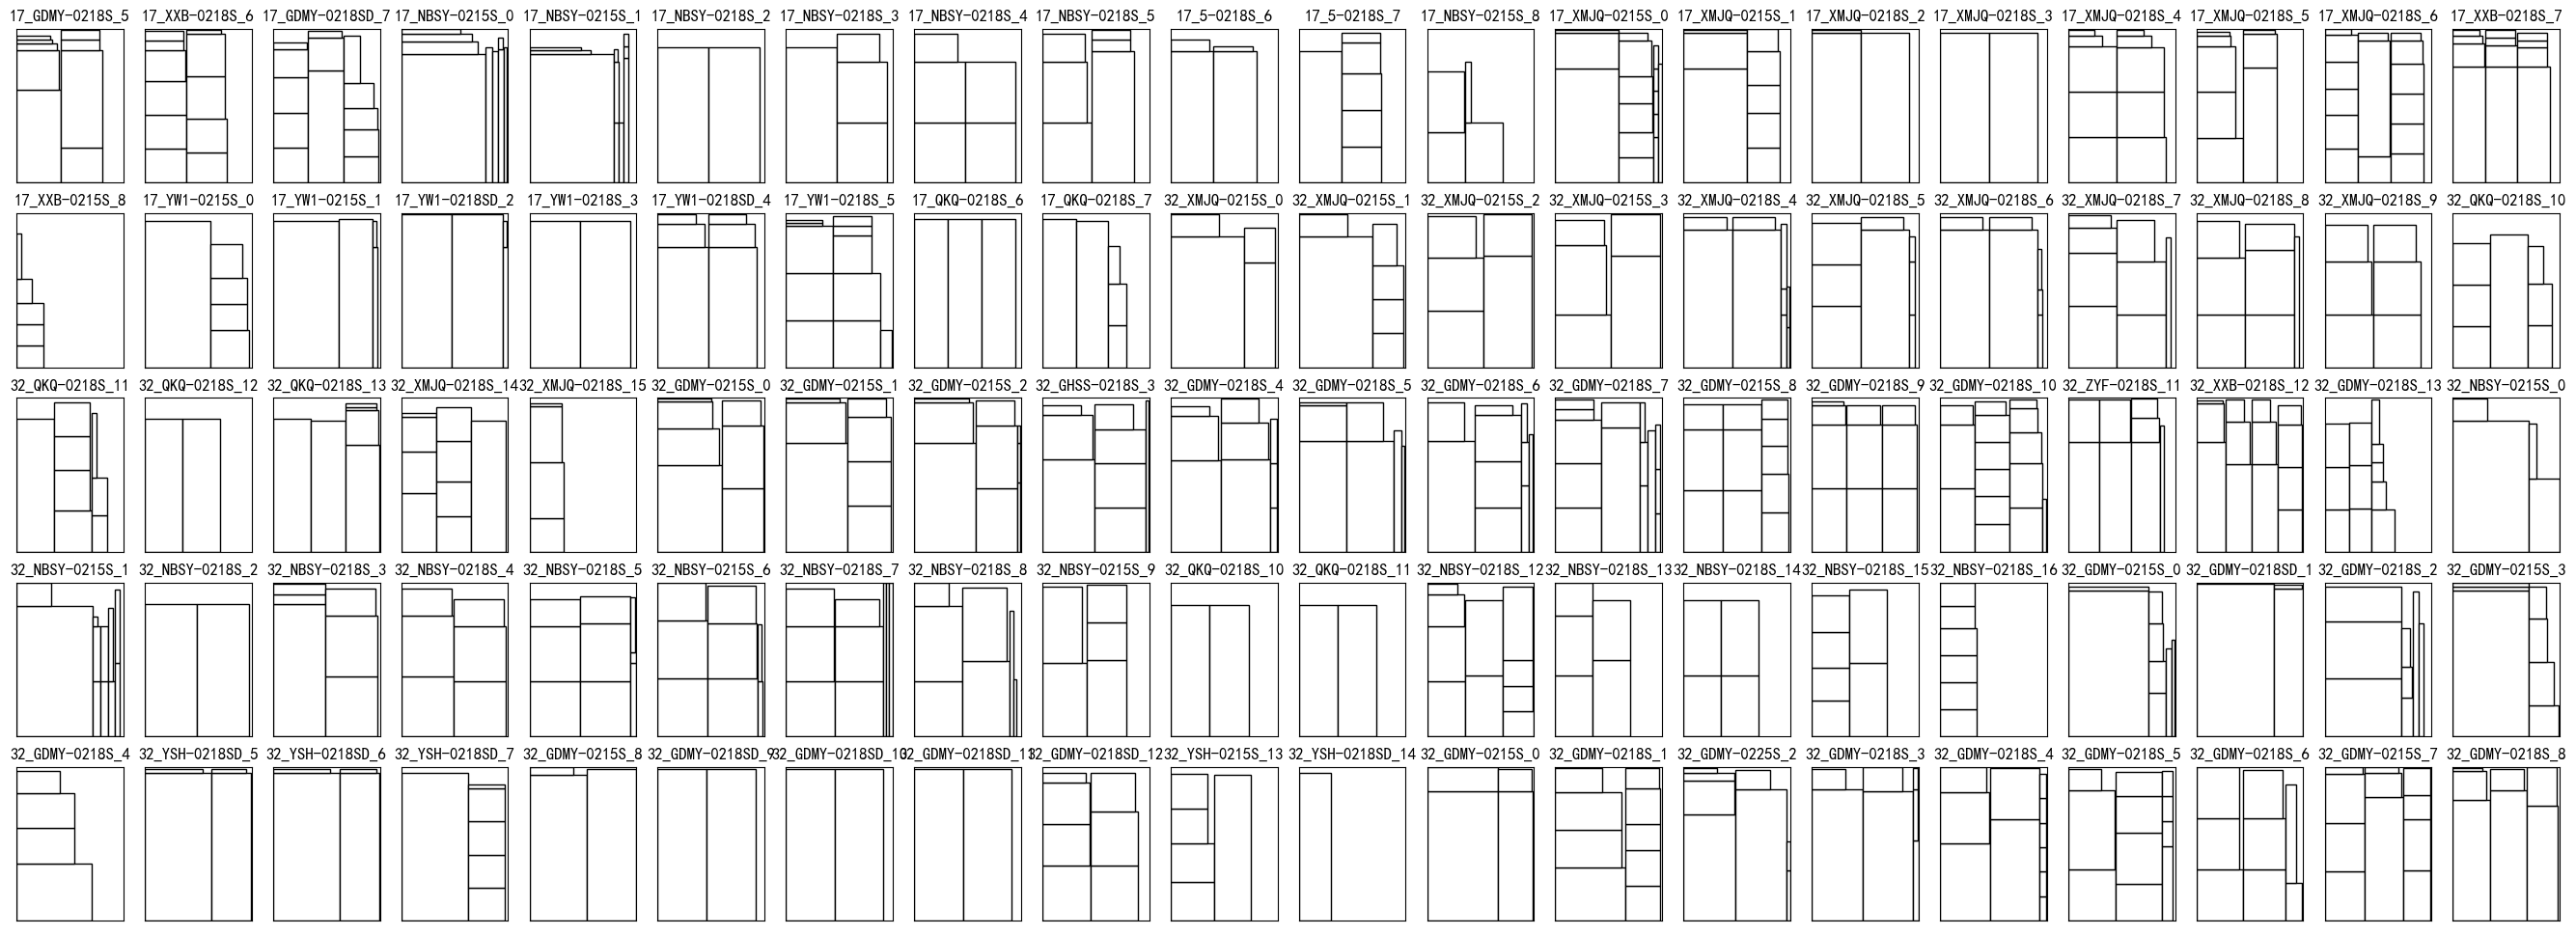 17_GDMY-0218S_5 17_XXB-0218S_6 17_GDMY-0218SD_7 17_NBSY-0215S_0 17_NBSY-0215S_1 17_NBSY-0218S_2 17_NBSY-0218S_3 17_NBSY-0218S_4 17_NBSY-0218S_5 17_5-0218S_6 17_5-0218S_7 17_NBSY-0215S_8 17_XMJQ-0215S_0 17_XMJQ-0215S_1 17_XMJQ-0218S_2 17_XMJQ-0218S_3 17_XMJQ-0218S_4 17_XMJQ-0218S_5 17_XMJQ-0218S_6 17_XXB-0218S_7
17_XXB-0215S_8 17_YW1-0215S_0 17_YW1-0215S_1 17_YW1-0218SD_2 17_YW1-0218S_3 17_YW1-0218SD_4 17_YW1-0218S_5 17_QKQ-0218S_6 17_QKQ-0218S_7 32_XMJQ-0215S_0 32_XMJQ-0215S_1 32_XMJQ-0215S_2 32_XMJQ-0215S_3 32_XMJQ-0218S_4 32_XMJQ-0218S_5 32_XMJQ-0218S_6 32_XMJQ-0218S_7 32_XMJQ-0218S_8 32_XMJQ-0218S_9 32_QKQ-0218S_10
32_QKQ-0218S_11 32_QKQ-0218S_12 32_QKQ-0218S_13 32_XMJQ-0218S_14 32_XMJQ-0218S_15 32_GDMY-0215S_0 32_GDMY-0215S_1 32_GDMY-0215S_2 32_GHSS-0218S_3 32_GDMY-0218S_4 32_GDMY-0218S_5 32_GDMY-0218S_6 32_GDMY-0218S_7 32_GDMY-0215S_8 32_GDMY-0218S_9 32_GDMY-0218S_10 32_ZYF-0218S_11 32_XXB-0218S_12 32_GDMY-0218S_13 32_NBSY-0215S_0
32_NBSY-0215S_1 32_NBSY-0218S_2 32_NBSY-0218S_3 32_NBSY-0218S_4 32_NBSY-0218S_5 32_NBSY-0215S_6 32_NBSY-0218S_7 32_NBSY-0218S_8 32_NBSY-0215S_9 32_QKQ-0218S_10 32_QKQ-0218S_11 32_NBSY-0218S_12 32_NBSY-0218S_13 32_NBSY-0218S_14 32_NBSY-0218S_15 32_NBSY-0218S_16 32_GDMY-0215S_0 32_GDMY-0218SD_1 32_GDMY-0218S_2 32_GDMY-0215S_3
32_GDMY-0218S_4 32_YSH-0218SD_5 32_YSH-0218SD_6 32_YSH-0218SD_7 32_GDMY-0215S_8 32_GDMY-0218SD_9 32_GDMY-0218SD_10 32_GDMY-0218SD_11 32_GDMY-0218SD_12 32_YSH-0215S_13 32_YSH-0218SD_14 32_GDMY-0215S_0 32_GDMY-0218S_1 32_GDMY-0225S_2 32_GDMY-0218S_3 32_GDMY-0218S_4 32_GDMY-0218S_5 32_GDMY-0218S_6 32_GDMY-0215S_7 32_GDMY-0218S_8